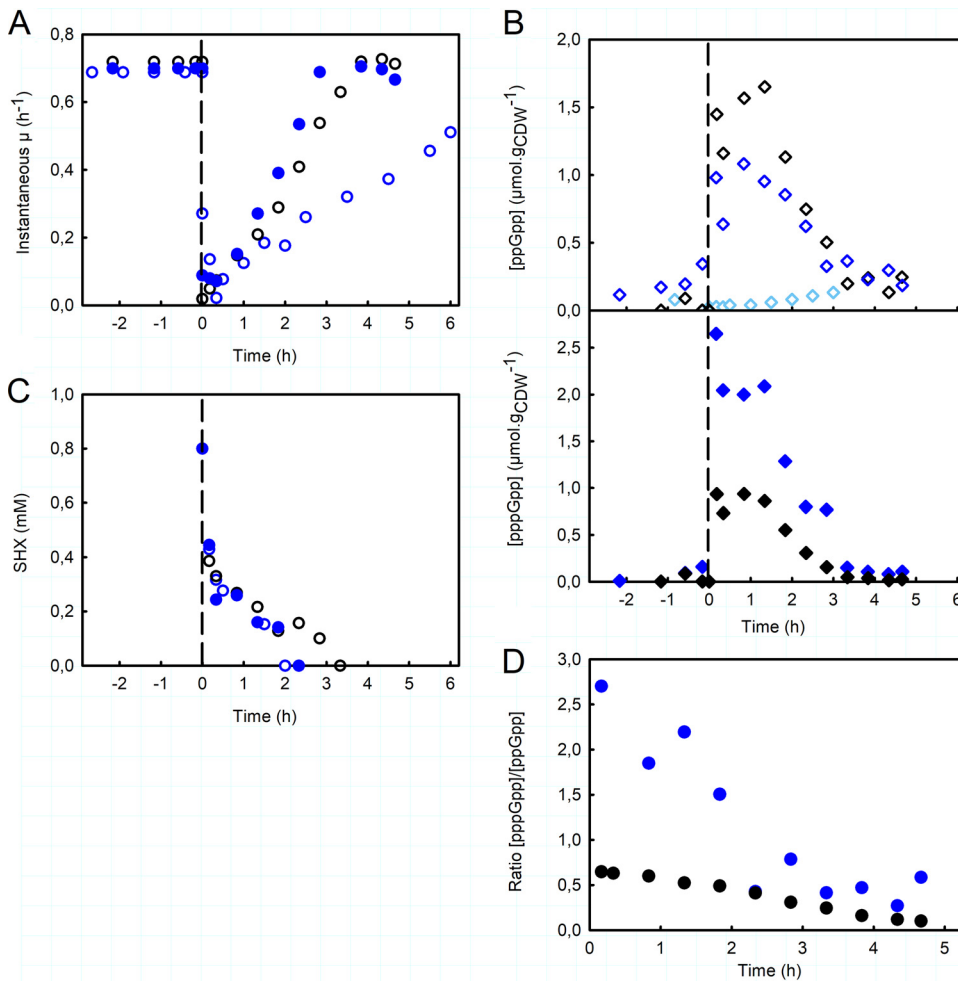 A
0,8
0,6
0,4
0,2
0,0
Instantaneous µ (h-1)
-2 -1 0 1 2 3 4 5 6
Time (h)
B
2,0
1,5
1,0
0,5
0,0
[ppGpp] (µmol.gCDW-1)
2,5
2,0
1,5
1,0
0,5
0,0
[pppGpp] (µmol.gCDW-1)
-2 -1 0 1 2 3 4 5 6
Time (h)
C
1,0
0,8
0,6
0,4
0,2
0,0
SHX (mM)
-2 -1 0 1 2 3 4 5 6
Time (h)
D
3,0
2,5
2,0
1,5
1,0
0,5
0,0
Ratio [pppGpp]/[ppGpp]
0 1 2 3 4 5
Time (h)